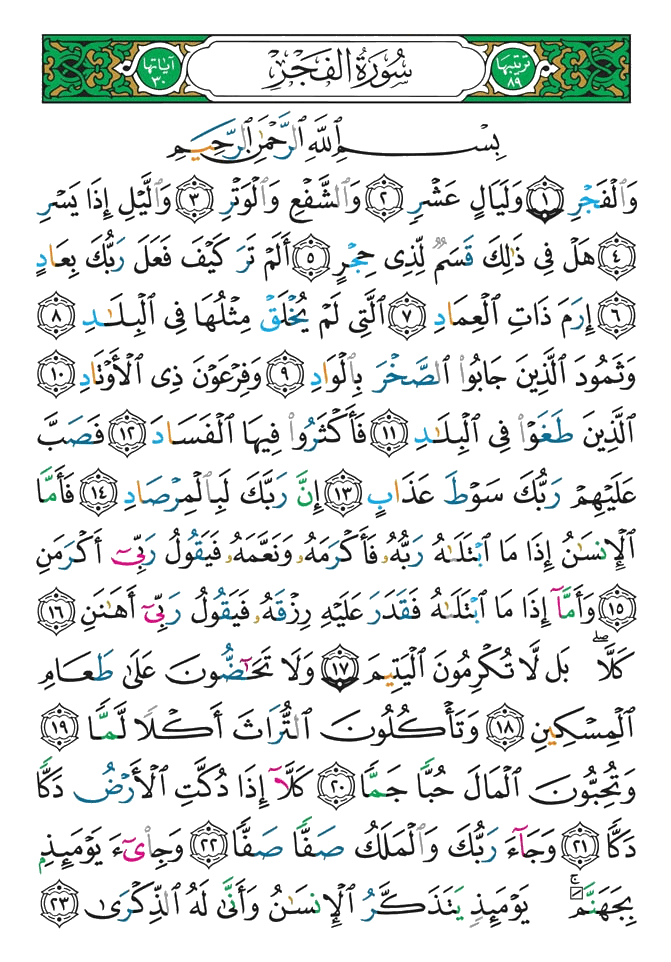 ترتيبها ٨٩ سُورَةُ الفَجْرِ آياتها ٣٠
بِسْمِ ٱللَّهِ ٱلرَّحْمَٰنِ ٱلرَّحِيمِ
وَٱلْفَجْرِ ١ وَلَيَالٍ عَشْرٍ ٢ وَٱلشَّفْعِ وَٱلْوَتْرِ ٣ وَٱلَّيْلِ إِذَا يَسْرِ
٤ هَلْ فِى ذَٰلِكَ قَسَمٌ لِّذِى حِجْرٍ ٥ أَلَمْ تَرَ كَيْفَ فَعَلَ رَبُّكَ بِعَادٍ
٦ إِرَمَ ذَاتِ ٱلْعِمَادِ ٧ ٱلَّتِى لَمْ يُخْلَقْ مِثْلُهَا فِى ٱلْبِلَٰدِ ٨
وَثَمُودَ ٱلَّذِينَ جَابُوا۟ ٱلصَّخْرَ بِٱلْوَادِ ٩ وَفِرْعَوْنَ ذِى ٱلْأَوْتَادِ ١٠
ٱلَّذِينَ طَغَوْا۟ فِى ٱلْبِلَٰدِ ١١ فَأَكْثَرُوا۟ فِيهَا ٱلْفَسَادَ ١٢ فَصَبَّ
عَلَيْهِمْ رَبُّكَ سَوْطَ عَذَابٍ ١٣ إِنَّ رَبَّكَ لَبِٱلْمِرْصَادِ ١٤ فَأَمَّا
ٱلْإِنسَٰنُ إِذَا مَا ٱبْتَلَىٰهُ رَبُّهُۥ فَأَكْرَمَهُۥ وَنَعَّمَهُۥ فَيَقُولُ رَبِّىٓ أَكْرَمَنِ
١٥ وَأَمَّآ إِذَا مَا ٱبْتَلَىٰهُ فَقَدَرَ عَلَيْهِ رِزْقَهُۥ فَيَقُولُ رَبِّىٓ أَهَٰنَنِ ١٦
كَلَّا ۖ بَل لَّا تُكْرِمُونَ ٱلْيَتِيمَ ١٧ وَلَا تَحَٰٓضُّونَ عَلَىٰ طَعَامِ
ٱلْمِسْكِينِ ١٨ وَتَأْكُلُونَ ٱلتُّرَاثَ أَكْلًا لَّمًّا ١٩
وَتُحِبُّونَ ٱلْمَالَ حُبًّا جَمًّا ٢٠ كَلَّآ إِذَا دُكَّتِ ٱلْأَرْضُ دَكًّا
دَكًّا ٢١ وَجَآءَ رَبُّكَ وَٱلْمَلَكُ صَفًّا صَفًّا ٢٢ وَجِا۟ىٓءَ يَوْمَئِذٍۭ
بِجَهَنَّمَ ۚ يَوْمَئِذٍ يَتَذَكَّرُ ٱلْإِنسَٰنُ وَأَنَّىٰ لَهُ ٱلذِّكْرَىٰ ٢٣